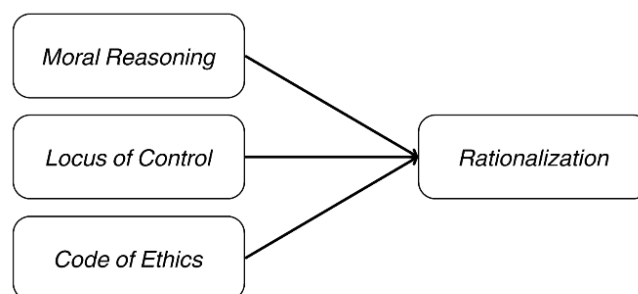 Moral Reasoning
Locus of Control
Rationalization
Code of Ethics